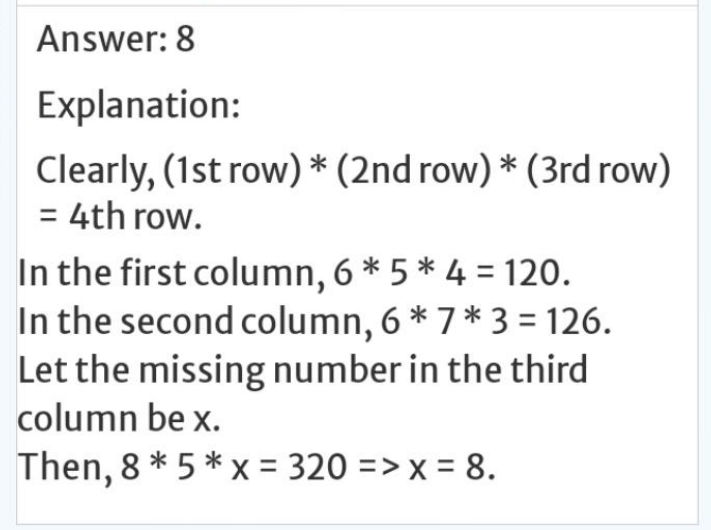 Answer: 8
Explanation:
Clearly, (1st row) * (2nd row) * (3rd row)
= 4th row.
In the first column, 6 * 5 * 4 = 120.
In the second column, 6 * 7 * 3 = 126.
Let the missing number in the third
column be x.
Then, 8 * 5 * x = 320 => x = 8.